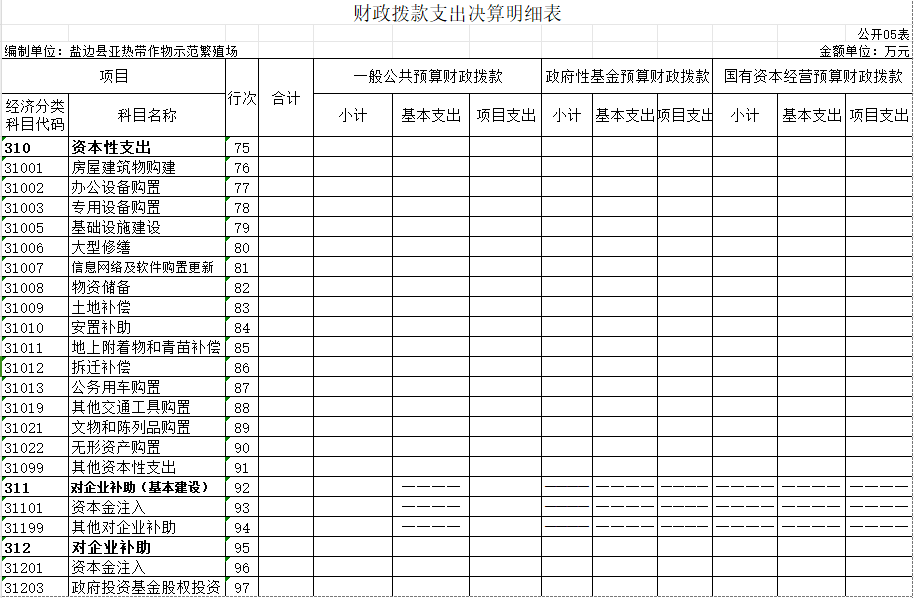 财政拨款支出决算明细表
公开05表
编制单位：盐边县亚热带作物示范繁殖场 金额单位：万元
项目 行次 合计 一般公共预算财政拨款 政府性基金预算财政拨款 国有资本经营预算财政拨款
经济分类科目代码 科目名称 小计 基本支出 项目支出 小计 基本支出 项目支出 小计 基本支出 项目支出
310 资本性支出 75
31001 房屋建筑物购建 76
31002 办公设备购置 77
31003 专用设备购置 78
31005 基础设施建设 79
31006 大型修缮 80
31007 信息网络及软件购置更新 81
31008 物资储备 82
31009 土地补偿 83
31010 安置补助 84
31011 地上附着物和青苗补偿 85
31012 拆迁补偿 86
31013 公务用车购置 87
31019 其他交通工具购置 88
31021 文物和陈列品购置 89
31022 无形资产购置 90
31099 其他资本性支出 91
311 对企业补助（基本建设） 92 ———— ———— ———— ———— ———— ———— ————
31101 资本金注入 93 ———— ———— ———— ———— ———— ———— ————
31199 其他对企业补助 94 ———— ———— ———— ———— ———— ———— ————
312 对企业补助 95
31201 资本金注入 96
31203 政府投资基金股权投资 97